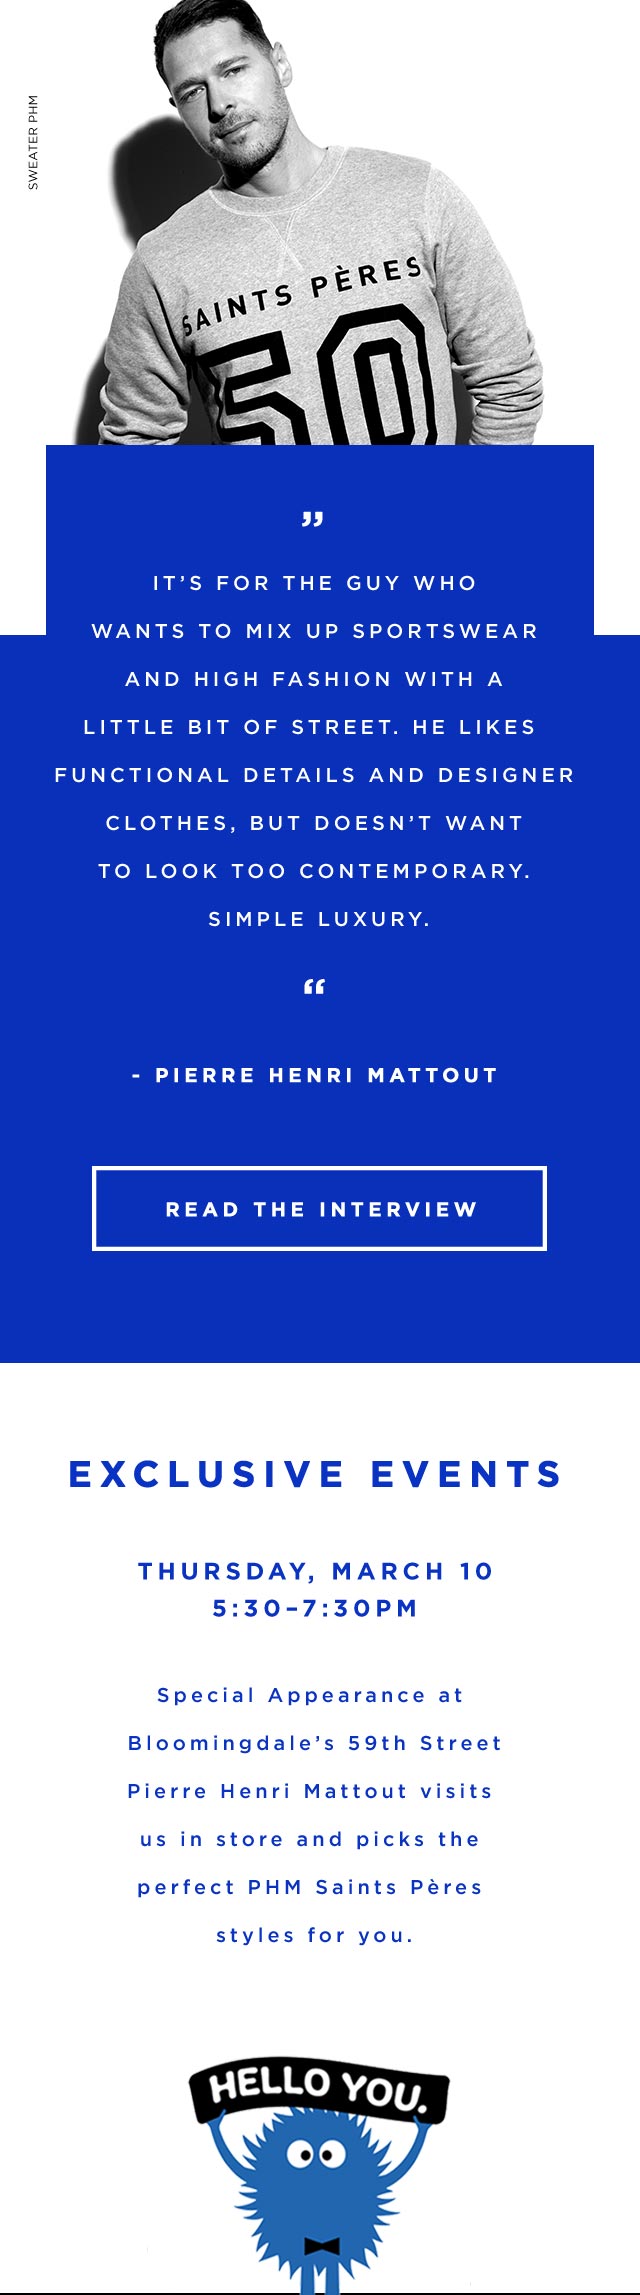 SWEATER PHM
SAINTS PÈRES
50
”
IT’S FOR THE GUY WHO
WANTS TO MIX UP SPORTSWEAR
AND HIGH FASHION WITH A
LITTLE BIT OF STREET. HE LIKES
FUNCTIONAL DETAILS AND DESIGNER
CLOTHES, BUT DOESN’T WANT
TO LOOK TOO CONTEMPORARY.
SIMPLE LUXURY.
“
- PIERRE HENRI MATTOUT
READ THE INTERVIEW
EXCLUSIVE EVENTS
THURSDAY, MARCH 10
5:30–7:30PM
Special Appearance at
Bloomingdale’s 59th Street
Pierre Henri Mattout visits
us in store and picks the
perfect PHM Saints Pères
styles for you.
HELLO YOU.